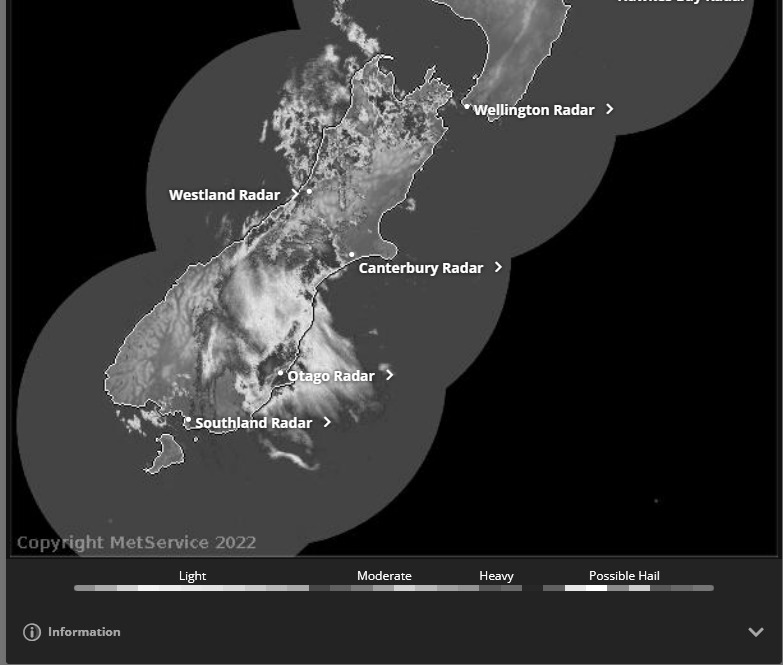 Hawkes Bay Radar
Wellington Radar
Westland Radar
Canterbury Radar
Otago Radar
Southland Radar
Copyright MetService 2022
Light Moderate Heavy Possible Hail
Information